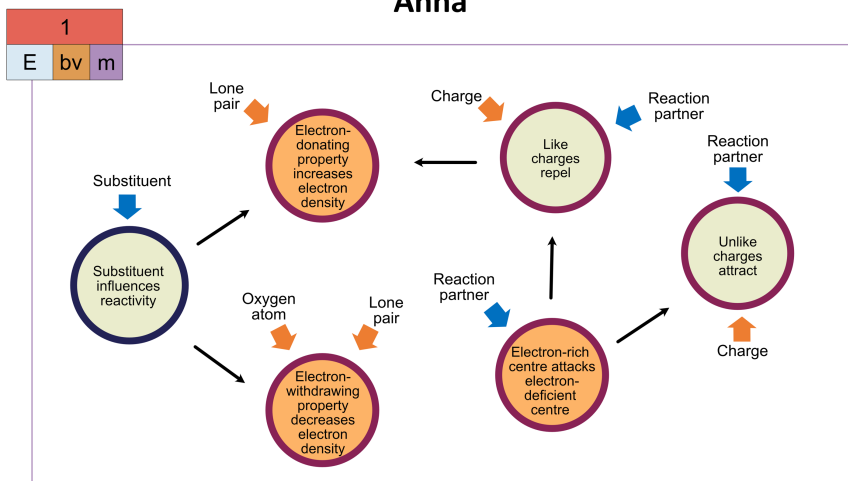 Anna
1
E bv m
Lone
pair
Electron-
donating
property
increases
electron
density
Charge
Like
charges
repel
Reaction
partner
Reaction
partner
Unlike
charges
attract
Charge
Substituent
Substituent
influences
reactivity
Oxygen
atom
Lone
pair
Electron-
withdrawing
property
decreases
electron
density
Reaction
partner
Electron-rich
centre attacks
electron-
deficient
centre